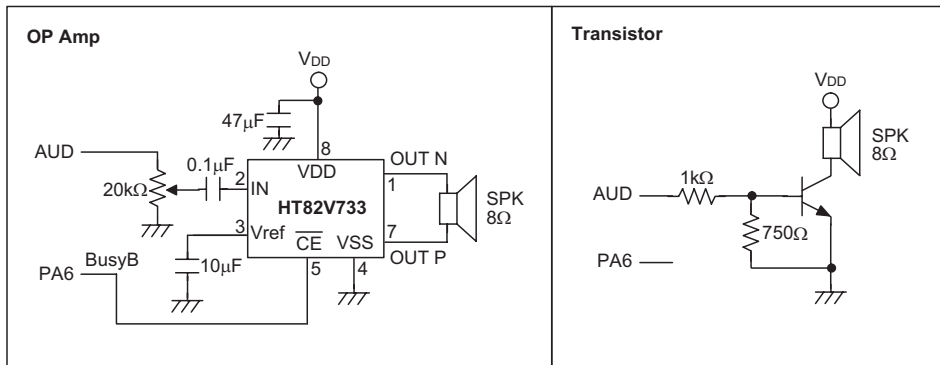 OP Amp
VDD
47μF
8
VDD
AUD
0.1μF
20kΩ
2
IN
OUT N
1
HT82V733
SPK
8Ω
3
Vref
CE
VSS
7
OUT P
10μF
5
4
BusyB
PA6
Transistor
VDD
SPK
8Ω
AUD
1kΩ
750Ω
PA6